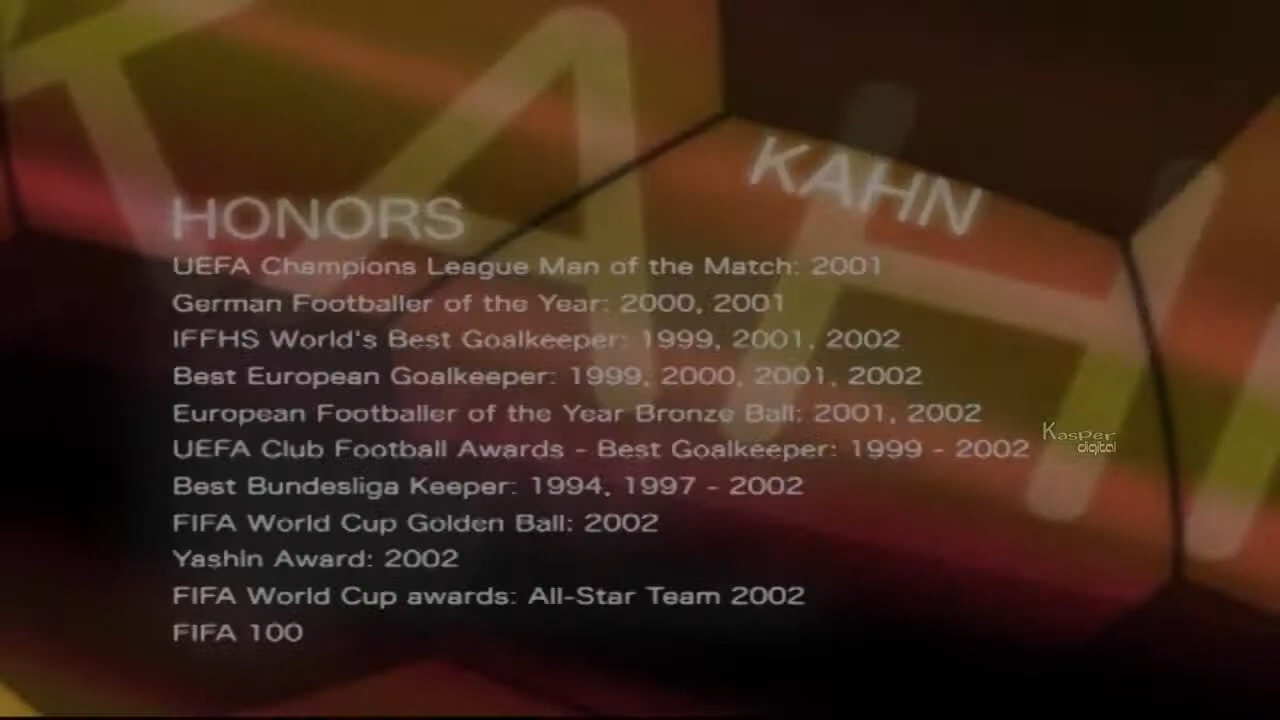 KAHN
HONORS
UEFA Champions League Man of the Match: 2001
German Footballer of the Year: 2000, 2001
IFFHS World's Best Goalkeeper: 1999, 2001, 2002
Best European Goalkeeper: 1999, 2000, 2001, 2002
European Footballer of the Year Bronze Ball: 2001, 2002
UEFA Club Football Awards - Best Goalkeeper: 1999 - 2002
Best Bundesliga Keeper: 1994, 1997 - 2002
FIFA World Cup Golden Ball: 2002
Yashin Award: 2002
FIFA World Cup awards: All-Star Team 2002
FIFA 100
Kasper
digital
KAHN